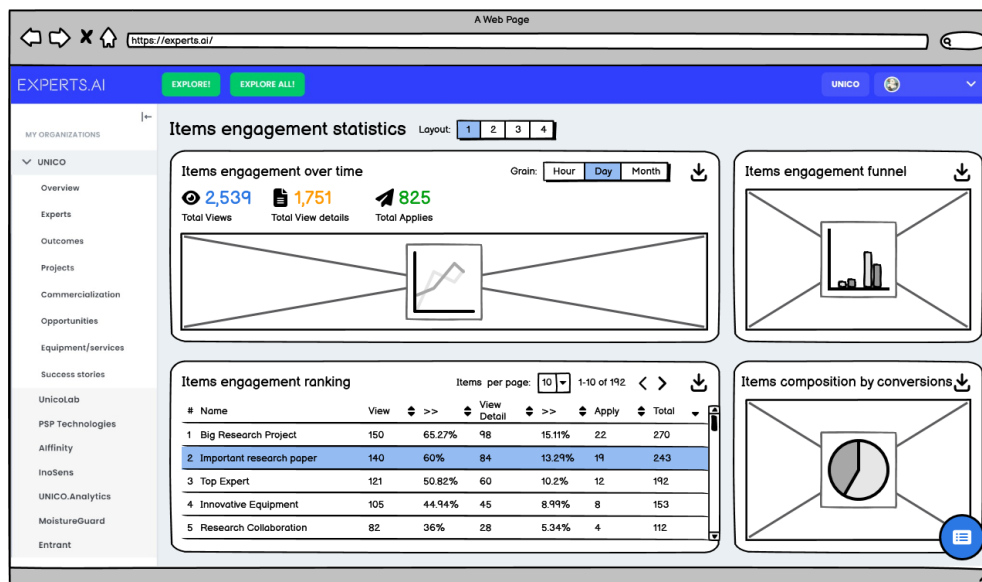 A Web Page
https://experts.ai/
EXPERTS.AI
EXPLORE!
EXPLORE ALL!
UNICO
MY ORGANIZATIONS
UNICO
Overview
Experts
Outcomes
Projects
Commercialization
Opportunities
Equipment/services
Success stories
UnicoLab
PSP Technologies
AIffinity
InoSens
UNICO.Analytics
MoistureGuard
Entrant
Items engagement statistics Layout: 1 2 3 4
Items engagement over time Grain: Hour Day Month
2,539 1,751 825
Total Views Total View details Total Applies
Items engagement funnel
Items engagement ranking Items per page: 10 1-10 of 192
# Name View >> View Detail >> Apply Total
1 Big Research Project 150 65.27% 98 15.11% 22 270
2 Important research paper 140 60% 84 13.29% 19 243
3 Top Expert 121 50.82% 60 10.2% 12 192
4 Innovative Equipment 105 44.94% 45 8.99% 8 153
5 Research Collaboration 82 36% 28 5.34% 4 112
Items composition by conversions